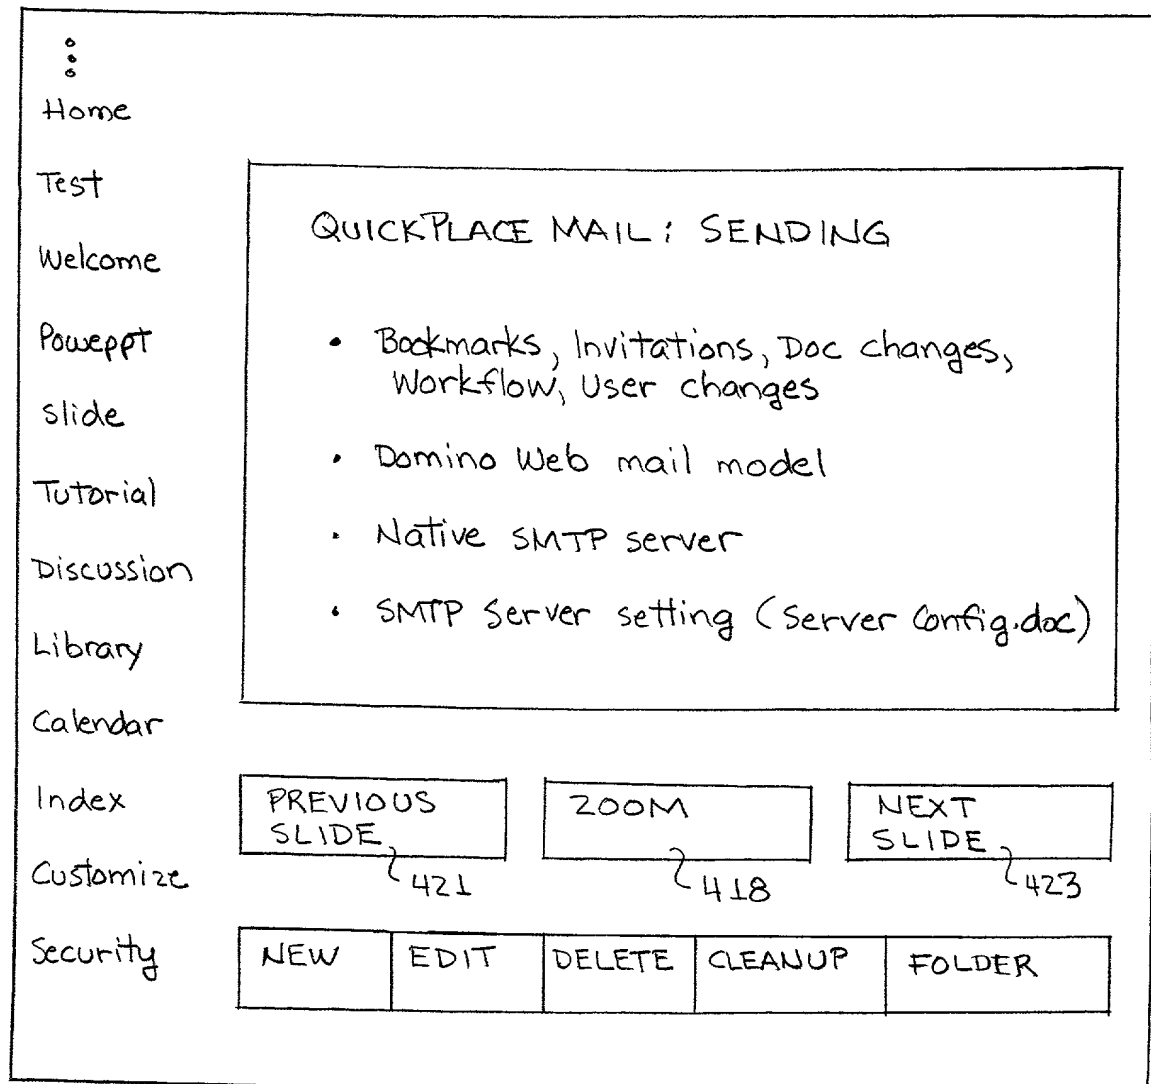 Home
Test
Welcome
Poweppt
Slide
Tutorial
Discussion
Library
Calendar
Index
Customize
Security
QUICKPLACE MAIL: SENDING
• Bookmarks, Invitations, Doc changes,
Workflow, User changes
• Domino Web mail model
• Native SMTP server
• SMTP Server setting (Server Config.doc)
PREVIOUS
SLIDE
421
ZOOM
418
NEXT
SLIDE
423
NEW EDIT DELETE CLEANUP FOLDER